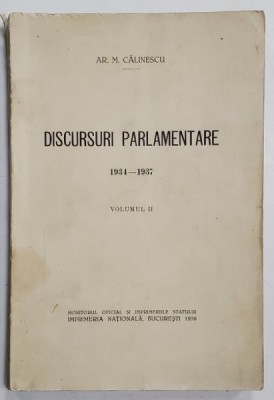 AR. M. CĂLINESCU
DISCURSURI PARLAMENTARE
1934—1937
VOLUMUL II
MONITORUL OFICIAL ȘI IMPRIMERIILE STATULUI
IMPRIMERIA NAȚIONALĂ, BUCUREȘTI 1938